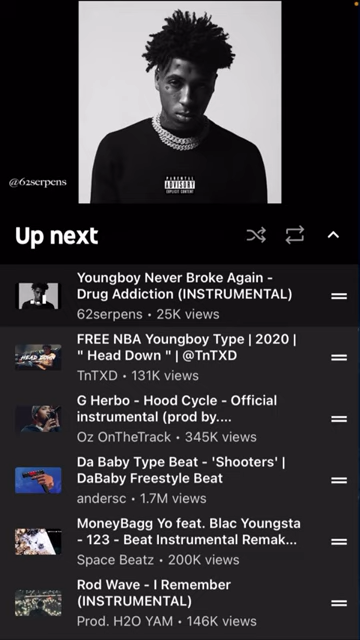 PARENTAL
ADVISORY
EXPLICIT CONTENT
@62serpens
Up next
Youngboy Never Broke Again -
Drug Addiction (INSTRUMENTAL)
62serpens • 25K views
FREE NBA Youngboy Type | 2020 |
" Head Down " | @TnTXD
HEAD DOWN
TnTXD • 131K views
G Herbo - Hood Cycle - Official
instrumental (prod by....
Oz OnTheTrack • 345K views
Da Baby Type Beat - 'Shooters' |
DaBaby Freestyle Beat
andersc • 1.7M views
MoneyBagg Yo feat. Blac Youngsta
- 123 - Beat Instrumental Remak...
Space Beatz • 200K views
Rod Wave - I Remember
(INSTRUMENTAL)
Prod. H2O YAM • 146K views